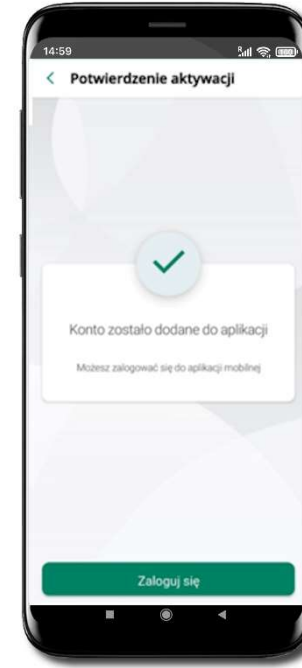 14:59
Potwierdzenie aktywacji
Konto zostało dodane do aplikacji
Możesz zalogować się do aplikacji mobilnej
Zaloguj się